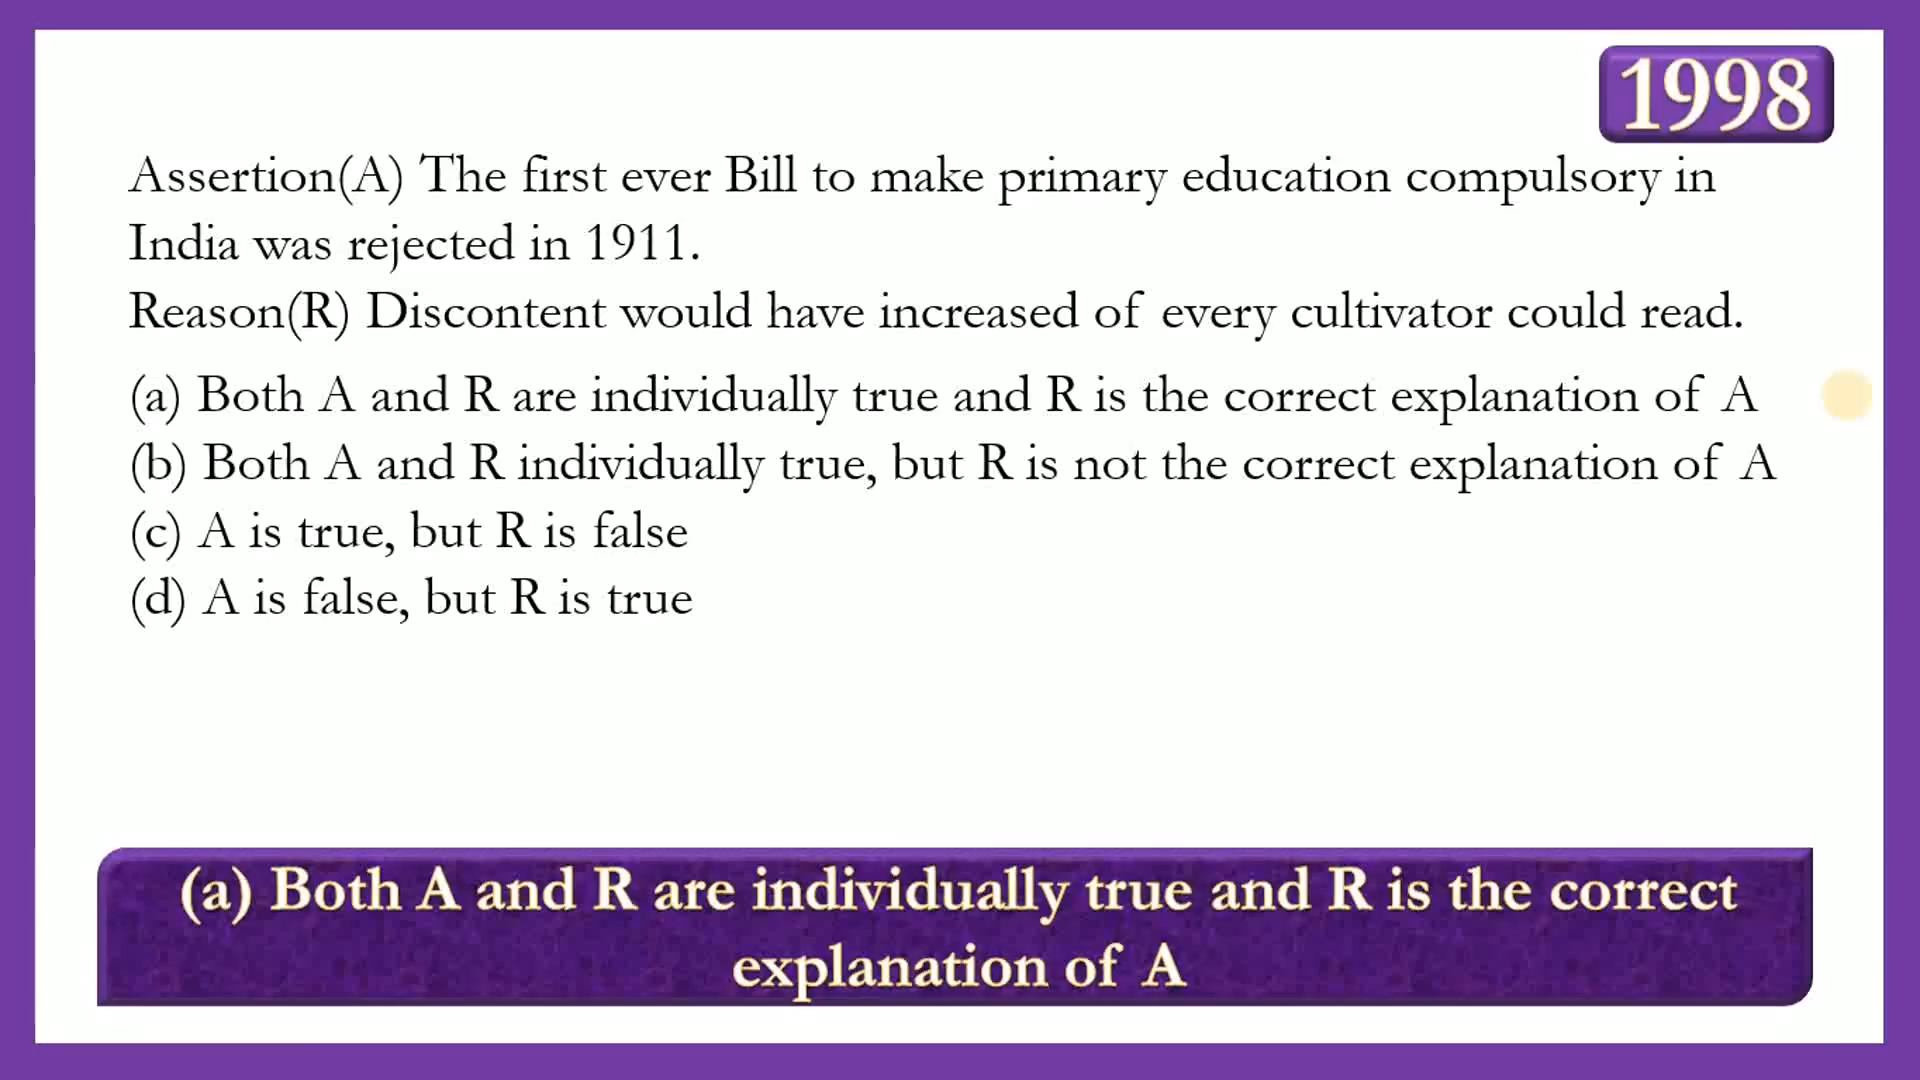 1998
Assertion(A) The first ever Bill to make primary education compulsory in
India was rejected in 1911.
Reason(R) Discontent would have increased of every cultivator could read.
(a) Both A and R are individually true and R is the correct explanation of A
(b) Both A and R individually true, but R is not the correct explanation of A
(c) A is true, but R is false
(d) A is false, but R is true
(a) Both A and R are individually true and R is the correct
explanation of A